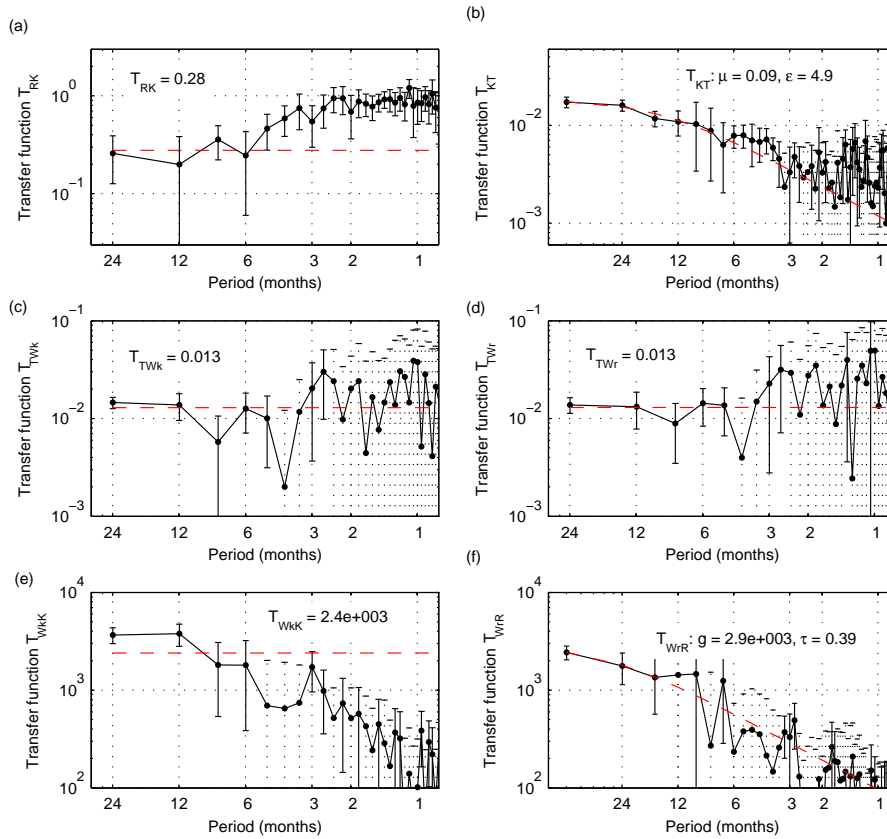 (a)
Transfer function T_RK
T_RK = 0.28
10^0
10^-1
24 12 6 3 2 1
Period (months)
(b)
Transfer function T_KT
T_KT: μ = 0.09, ε = 4.9
10^-2
10^-3
24 12 6 3 2 1
Period (months)
(c)
Transfer function T_TWk
T_TWk = 0.013
10^-1
10^-2
10^-3
24 12 6 3 2 1
Period (months)
(d)
Transfer function T_TWr
T_TWr = 0.013
10^-1
10^-2
10^-3
24 12 6 3 2 1
Period (months)
(e)
Transfer function T_WkK
T_WkK = 2.4e+003
10^4
10^3
10^2
24 12 6 3 2 1
Period (months)
(f)
Transfer function T_WrR
T_WrR: g = 2.9e+003, τ = 0.39
10^4
10^3
10^2
24 12 6 3 2 1
Period (months)